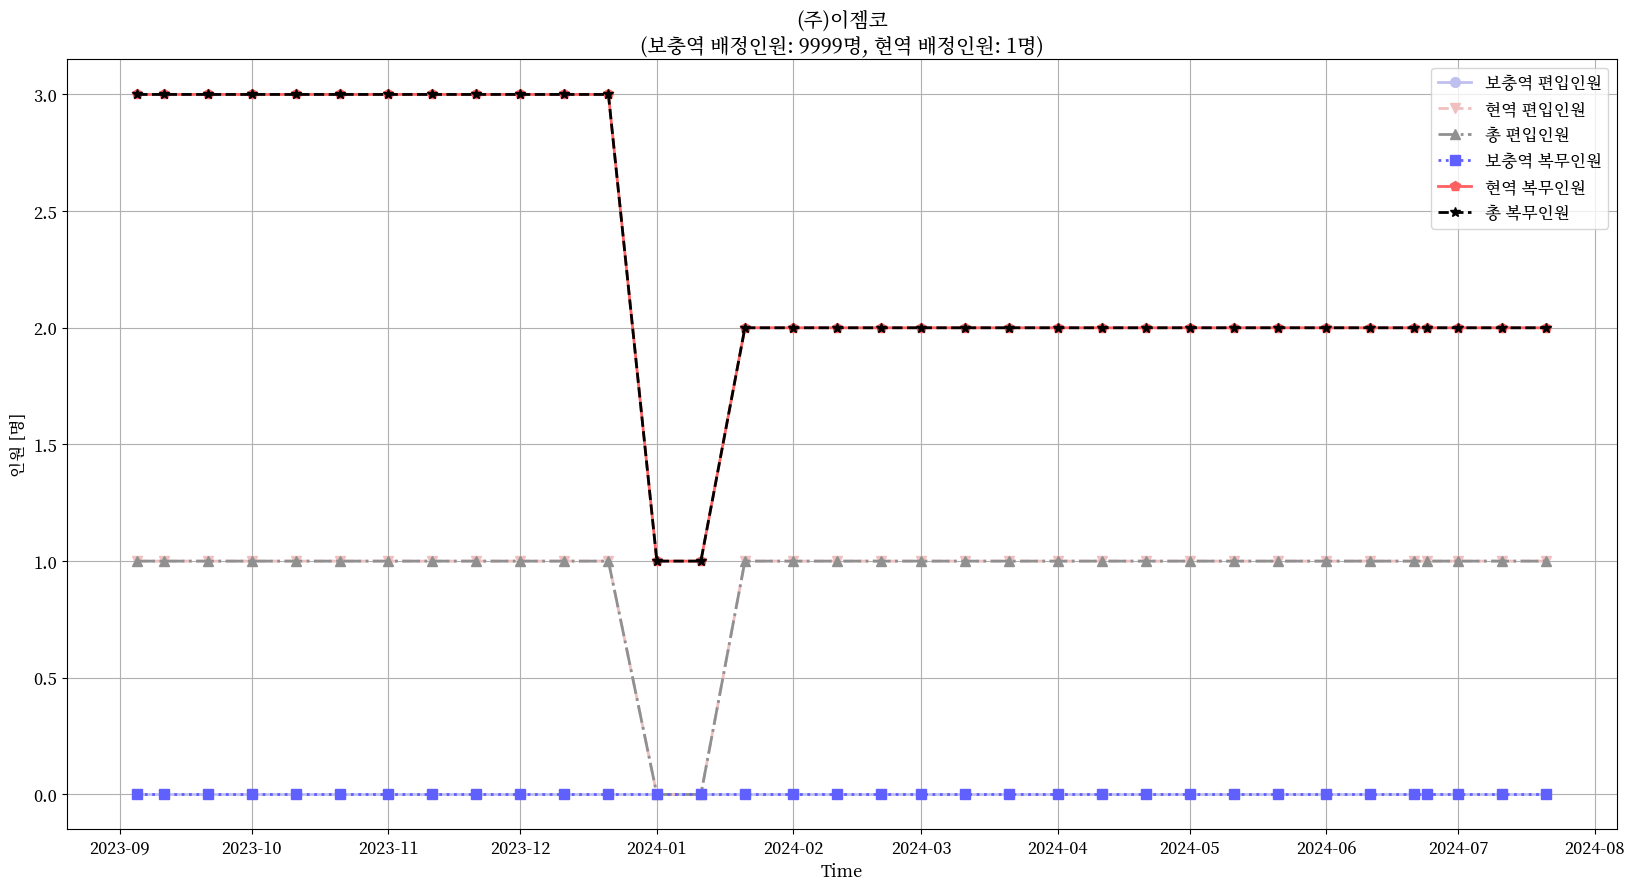 (주)이젬코
(보충역 배정인원: 9999명, 현역 배정인원: 1명)
보충역 편입인원
현역 편입인원
총 편입인원
보충역 복무인원
현역 복무인원
총 복무인원
인원 [명]
3.0
2.5
2.0
1.5
1.0
0.5
0.0
2023-09 2023-10 2023-11 2023-12 2024-01 2024-02 2024-03 2024-04 2024-05 2024-06 2024-07 2024-08
Time